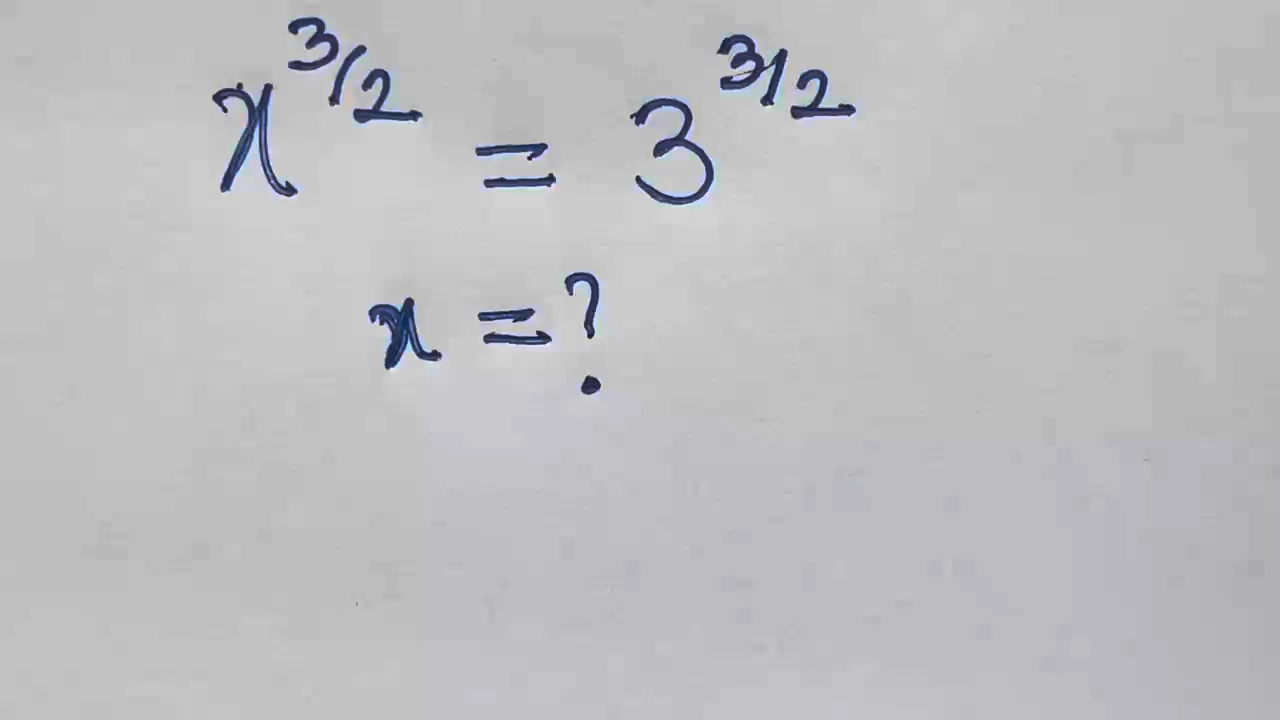 x^3/2 = 3^3/2
x = ?